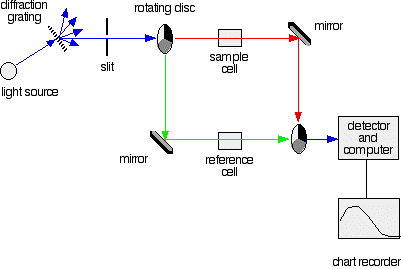 diffraction
grating
rotating disc
mirror
slit
sample
cell
light source
detector
and
computer
mirror
reference
cell
chart recorder